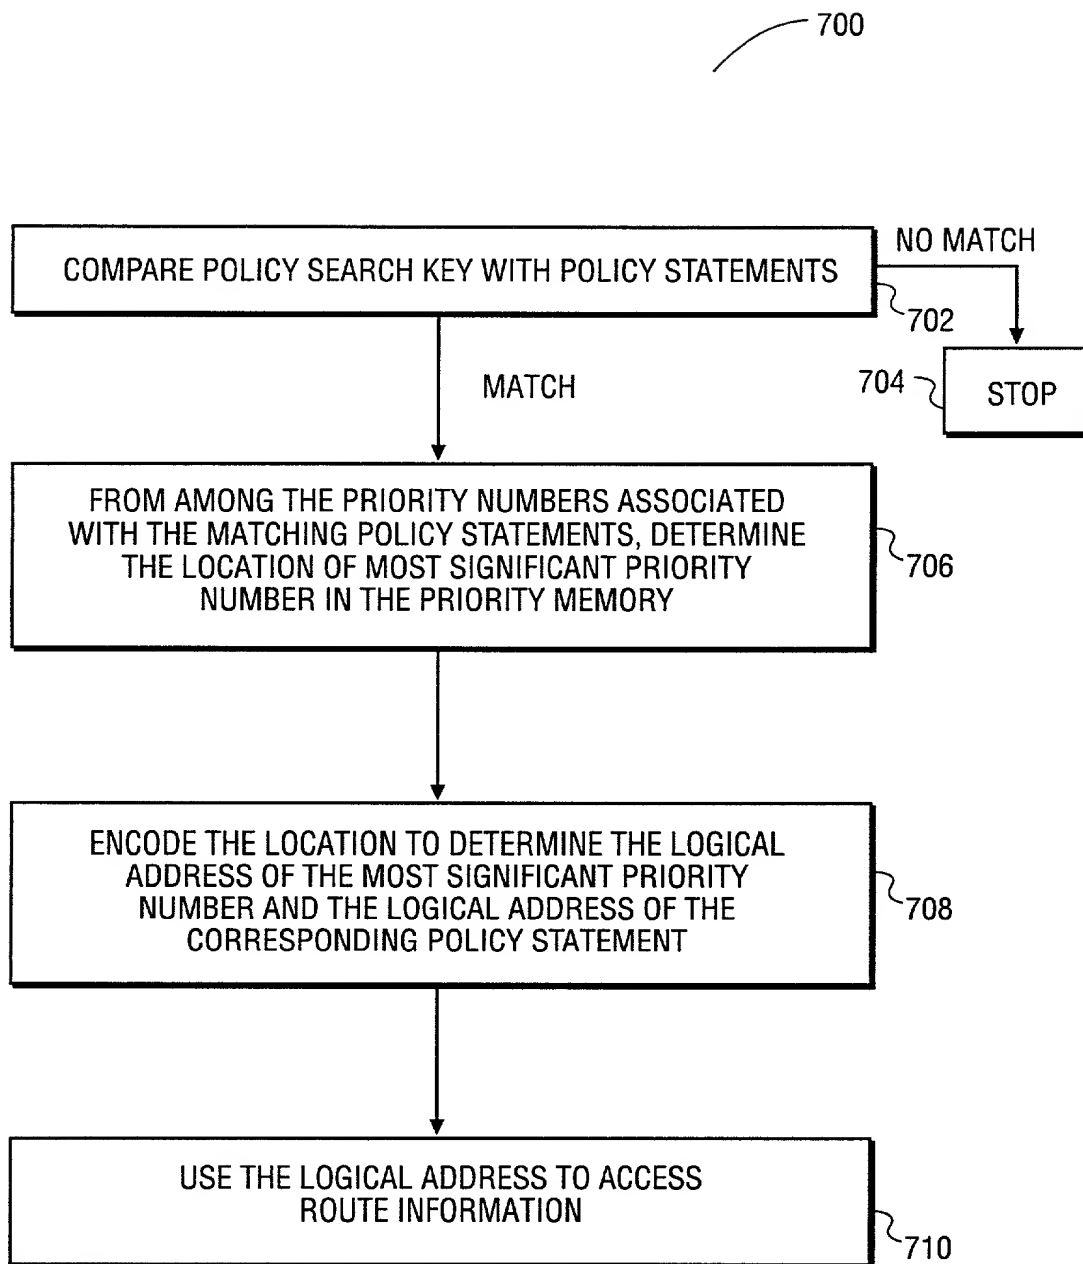 700
COMPARE POLICY SEARCH KEY WITH POLICY STATEMENTS
NO MATCH
702
704
STOP
MATCH
FROM AMONG THE PRIORITY NUMBERS ASSOCIATED
WITH THE MATCHING POLICY STATEMENTS, DETERMINE
THE LOCATION OF MOST SIGNIFICANT PRIORITY
NUMBER IN THE PRIORITY MEMORY
706
ENCODE THE LOCATION TO DETERMINE THE LOGICAL
ADDRESS OF THE MOST SIGNIFICANT PRIORITY
NUMBER AND THE LOGICAL ADDRESS OF THE
CORRESPONDING POLICY STATEMENT
708
USE THE LOGICAL ADDRESS TO ACCESS
ROUTE INFORMATION
710